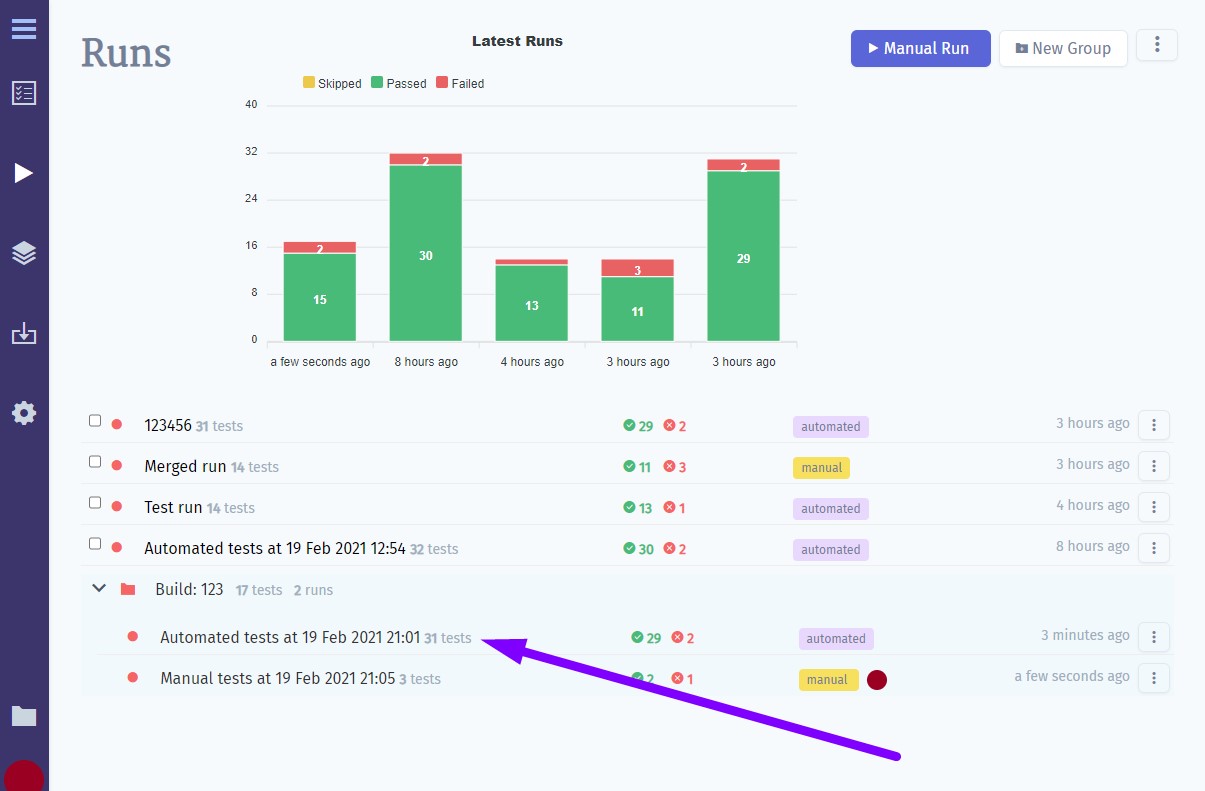 Runs
Latest Runs
Manual Run
New Group
Skipped Passed Failed
40
32
24
16
8
0
2
15
2
30
13
3
11
2
29
a few seconds ago 8 hours ago 4 hours ago 3 hours ago 3 hours ago
123456 31 tests 29 2 automated 3 hours ago
Merged run 14 tests 11 3 manual 3 hours ago
Test run 14 tests 13 1 automated 4 hours ago
Automated tests at 19 Feb 2021 12:54 32 tests 30 2 automated 8 hours ago
Build: 123 17 tests 2 runs
Automated tests at 19 Feb 2021 21:01 31 tests 29 2 automated 3 minutes ago
Manual tests at 19 Feb 2021 21:05 3 tests 2 1 manual a few seconds ago